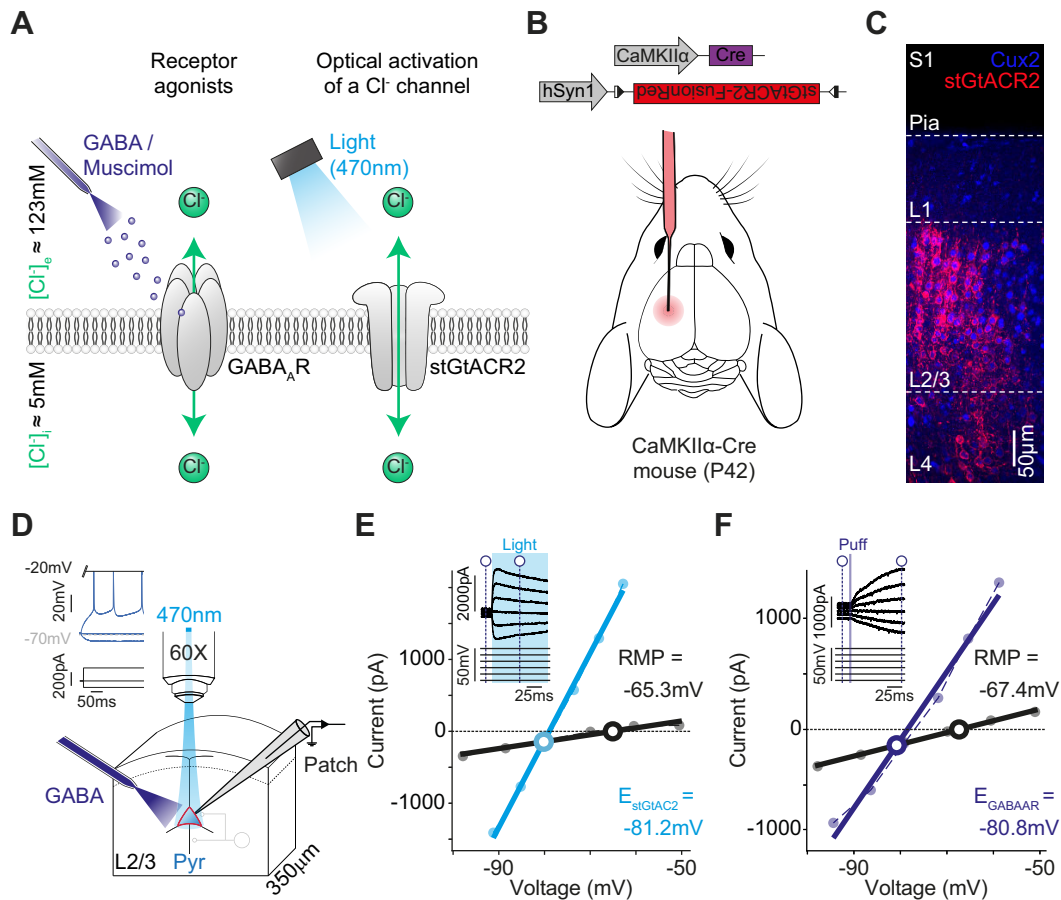 A
Receptor
agonists
Optical activation
of a Cl- channel
GABA /
Muscimol
Light
(470nm)
Cl-
Cl-
[Cl-]e ≈ 123mM
[Cl-]i ≈ 5mM
GABAAR
stGtACR2
Cl-
Cl-
B
CaMKIIα
Cre
hSyn1
stGtACR2-FusionRed
CaMKIIα-Cre
mouse (P42)
C
S1
Cux2
stGtACR2
Pia
L1
L2/3
L4
50µm
D
-20mV
20mV
-70mV
200pA
50ms
470nm
60X
Patch
GABA
L2/3
Pyr
350µm
E
Light
2000pA
50mV
25ms
RMP =
-65.3mV
1000
0
-1000
Current (pA)
EstGtAC2 =
-81.2mV
-90
-50
Voltage (mV)
F
Puff
1000pA
50mV
25ms
RMP =
-67.4mV
1000
0
-1000
Current (pA)
EGABAAR =
-80.8mV
-90
-50
Voltage (mV)